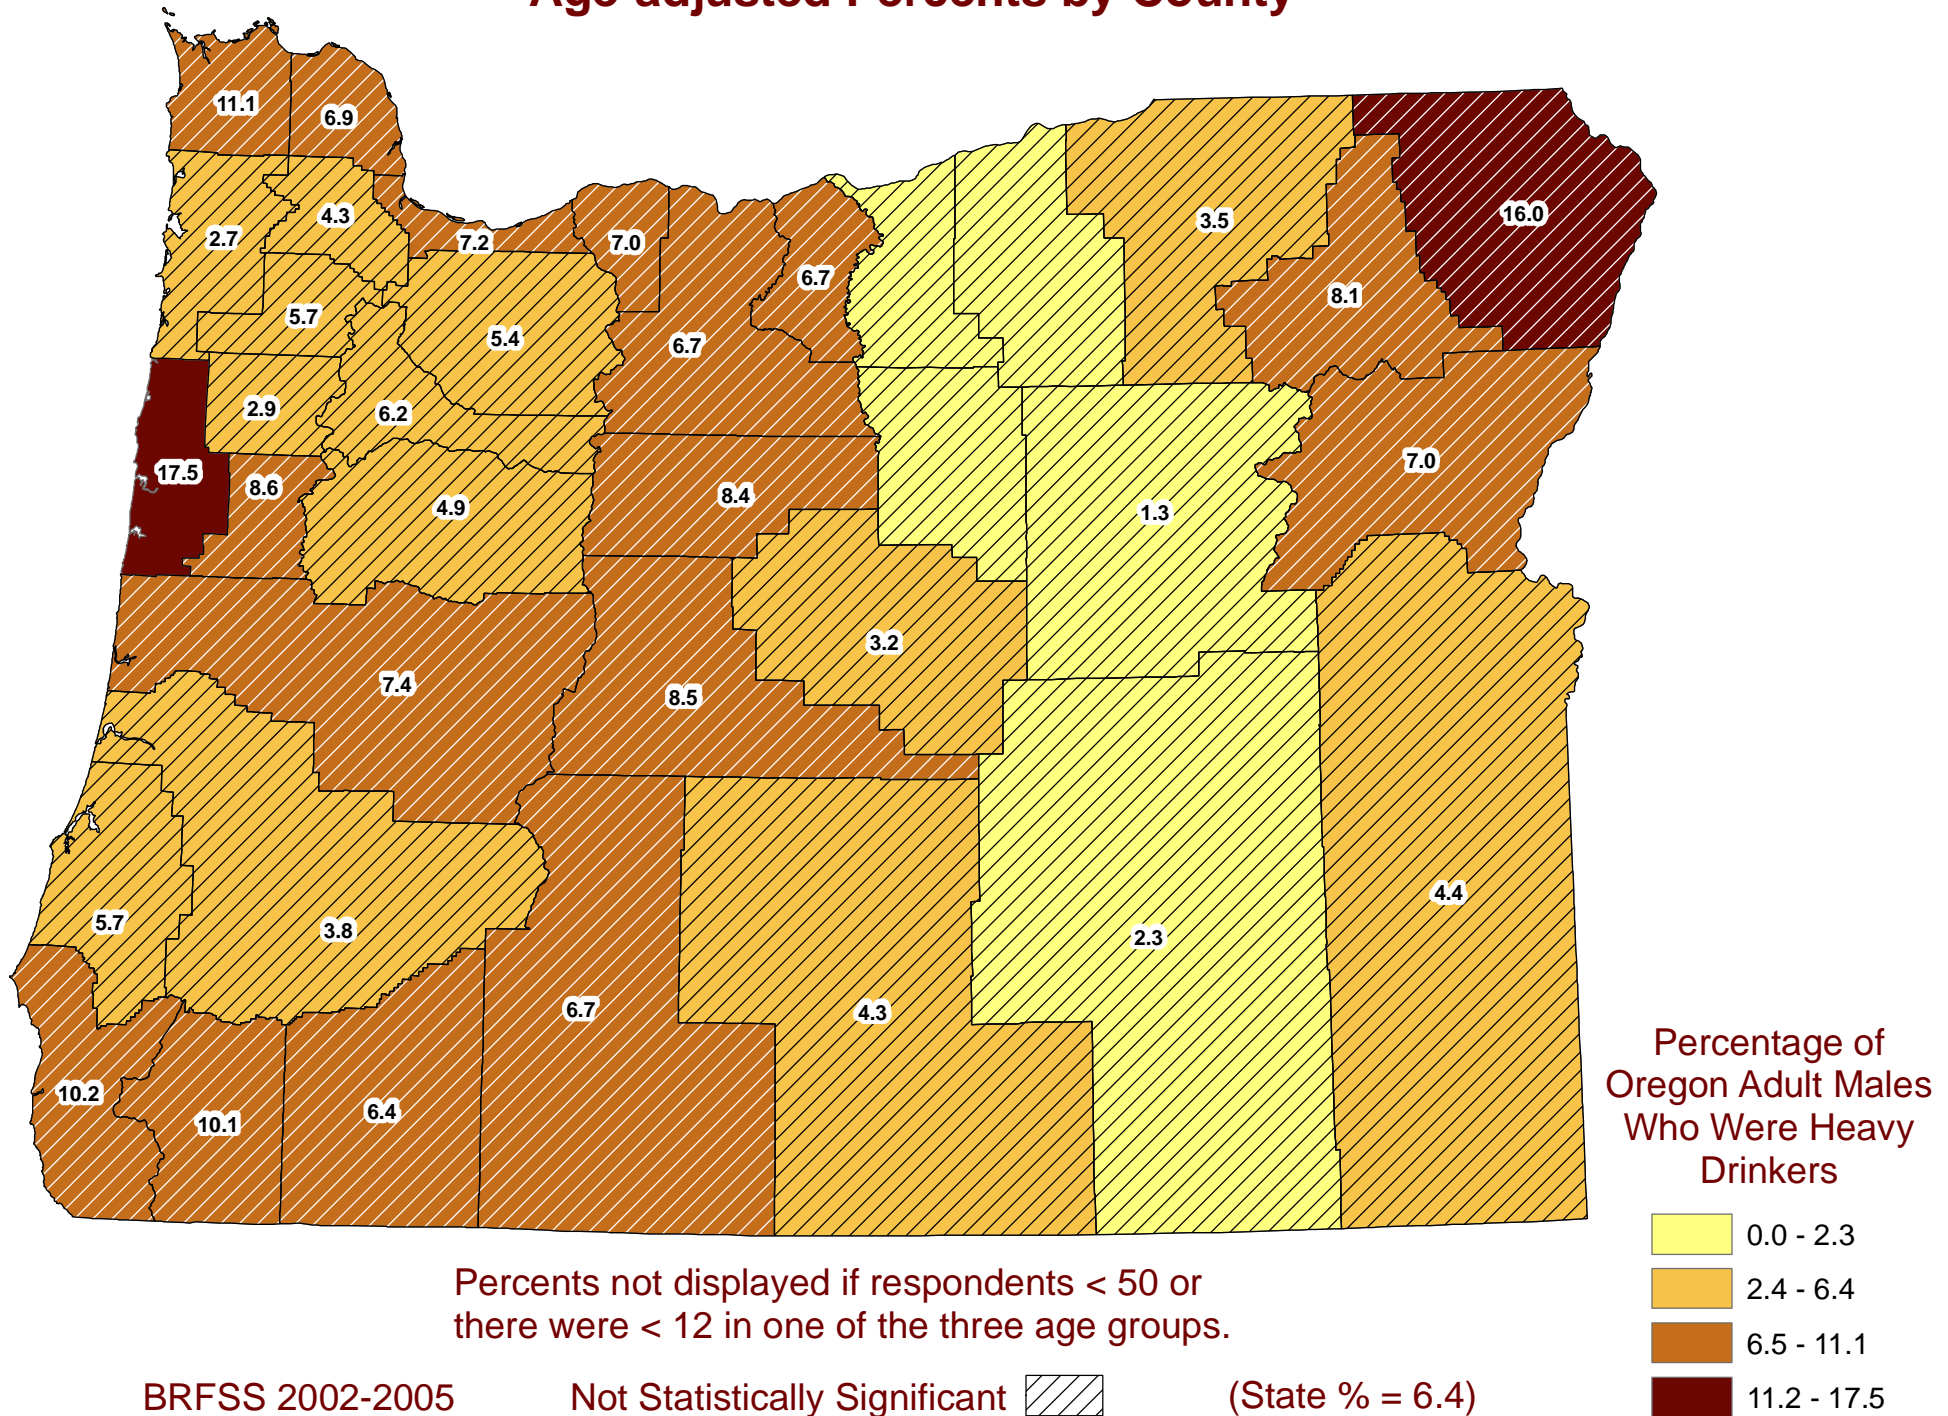 Age-adjusted Percents by County
11.1
6.9
16.0
4.3
3.5
2.7
7.2
7.0
6.7
8.1
5.7
5.4
6.7
2.9
6.2
7.0
17.5
8.6
8.4
4.9
1.3
3.2
7.4
8.5
4.4
5.7
3.8
2.3
6.7
4.3
10.2
6.4
10.1
Percentage of
Oregon Adult Males
Who Were Heavy
Drinkers
0.0 - 2.3
2.4 - 6.4
6.5 - 11.1
11.2 - 17.5
Percents not displayed if respondents < 50 or
there were < 12 in one of the three age groups.
BRFSS 2002-2005
Not Statistically Significant
(State % = 6.4)